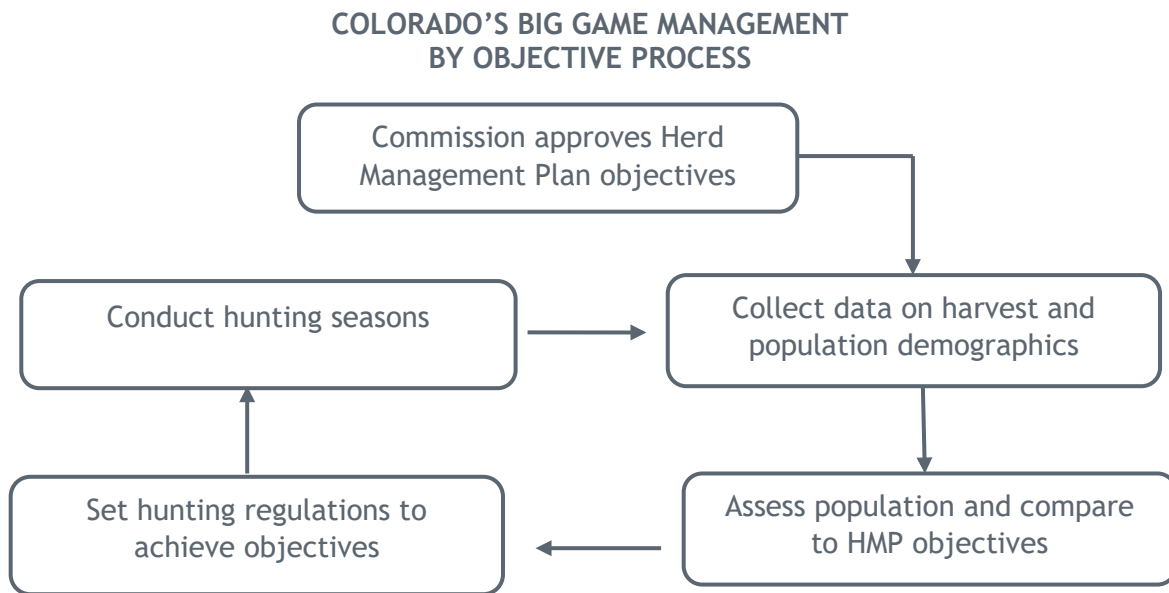 COLORADO’S BIG GAME MANAGEMENT
BY OBJECTIVE PROCESS
Commission approves Herd
Management Plan objectives
Conduct hunting seasons
Collect data on harvest and
population demographics
Set hunting regulations to
achieve objectives
Assess population and compare
to HMP objectives